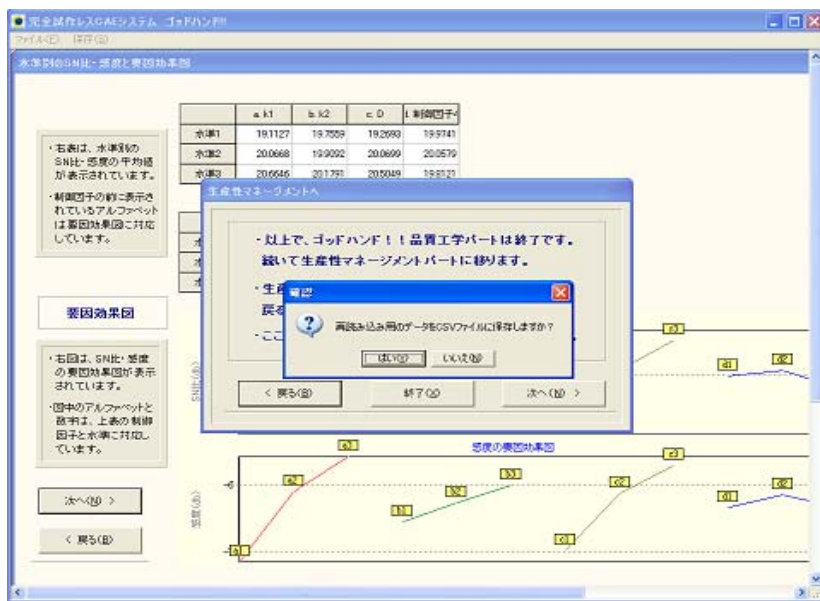 完全試作レスCAEシステム ゴッドハンド!!
ファイル(F) 保存(S)
水準別のSN比・感度と要因効果図
a. k1 b. k2 c. D
水準1 19.1127 19.7559 19.2693 19.9741
水準2 20.0668 19.9092 20.0699 20.0579
水準3 20.6646 20.1791 20.5049 19.8121
・右表は、水準別の
SN比・感度の平均値
が表示されています。
・制御因子の前に表示さ
れているアルファベット
は要因効果図に対応
しています。
要因効果図
・右図は、SN比・感度
の要因効果図が表示
されています。
・図中のアルファベットと
数字は、上表の制御
因子と水準に対応し
ています。
次へ(N) >
< 戻る(B)
生産性マネージメントへ
・以上で、ゴッドハンド!!品質工学パートは終了です。
続いて生産性マネージメントパートに移ります。
・生産
戻る
・ここ
< 戻る(B) 終了(X) 次へ(N) >
確認
再読み込み用のデータをCSVファイルに保存しますか?
はい(Y) いいえ(N)
SN比(db)
c3
d1 d2
感度の要因効果図
感度(db)
-6
a1 a2 a3
b1 b2 b3
c1 c2 c3
d1 d2